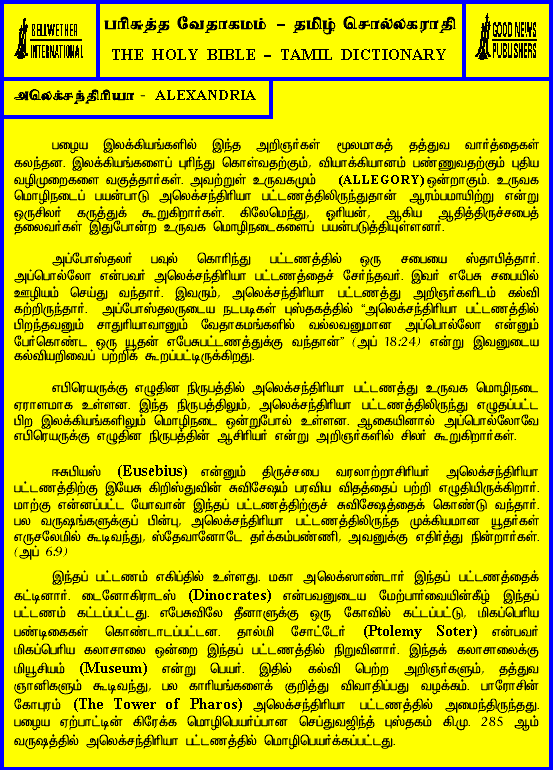 BELLWETHER
INTERNATIONAL
பரிசுத்த வேதாகமம் – தமிழ் சொல்லகராதி
THE HOLY BIBLE – TAMIL DICTIONARY
GOOD NEWS
PUBLISHERS
அலெக்சந்திரியா - ALEXANDRIA
பழைய இலக்கியங்களில் இந்த அறிஞர்கள் மூலமாகத் தத்துவ வார்த்தைகள்
கலந்தன. இலக்கியங்களைப் புரிந்து கொள்வதற்கும், வியாக்கியானம் பண்ணுவதற்கும் புதிய
வழிமுறைகளை வகுத்தார்கள். அவற்றுள் உருவகமும் (ALLEGORY) ஒன்றாகும். உருவக
மொழிநடைப் பயன்பாடு அலெக்சந்திரியா பட்டணத்திலிருந்துதான் ஆரம்பமாயிற்று என்று
ஒருசிலர் கருத்துக் கூறுகிறார்கள். கிலேமெந்து, ஓரியன், ஆகிய ஆதித்திருச்சபைத்
தலைவர்கள் இதுபோன்ற உருவக மொழிநடைகளைப் பயன்படுத்தியுள்ளனர்.
அப்போஸ்தலர் பவுல் கொரிந்து பட்டணத்தில் ஒரு சபையை ஸ்தாபித்தார்.
அப்பொல்லோ என்பவர் அலெக்சந்திரியா பட்டணத்தைச் சேர்ந்தவர். இவர் எபேசு சபையில்
ஊழியம் செய்து வந்தார். இவரும், அலெக்சந்திரியா பட்டணத்து அறிஞர்களிடம் கல்வி
கற்றிருந்தார். அப்போஸ்தலருடைய நடபடிகள் புஸ்தகத்தில் “அலெக்சந்திரியா பட்டணத்தில்
பிறந்தவனும் சாதுரியவானும் வேதாகமங்களில் வல்லவனுமான அப்பொல்லோ என்னும்
பேர்கொண்ட ஒரு யூதன் எபேசுபட்டணத்துக்கு வந்தான்” (அப் 18:24) என்று இவனுடைய
கல்வியறிவைப் பற்றிக் கூறப்பட்டிருக்கிறது.
எபிரெயருக்கு எழுதின நிருபத்தில் அலெக்சந்திரியா பட்டணத்து உருவக மொழிநடை
ஏராளமாக உள்ளன. இந்த நிருபத்திலும், அலெக்சந்திரியா பட்டணத்திலிருந்து எழுதப்பட்ட
பிற இலக்கியங்களிலும் மொழிநடை ஒன்றுபோல் உள்ளன. ஆகையினால் அப்பொல்லோவே
எபிரெயருக்கு எழுதின நிருபத்தின் ஆசிரியர் என்று அறிஞர்களில் சிலர் கூறுகிறார்கள்.
ஈசுபியஸ் (Eusebius) என்னும் திருச்சபை வரலாற்றாசிரியர் அலெக்சந்திரியா
பட்டணத்திற்கு இயேசு கிறிஸ்துவின் சுவிசேஷம் பரவிய விதத்தைப் பற்றி எழுதியிருக்கிறார்.
மாற்கு என்னப்பட்ட யோவான் இந்தப் பட்டணத்திற்குச் சுவிசேஷத்தைக் கொண்டு வந்தார்.
பல வருஷங்களுக்குப் பின்பு, அலெக்சந்திரியா பட்டணத்திலிருந்த முக்கியமான யூதர்கள்
எருசலேமில் கூடிவந்து, ஸ்தேவானோடே தர்க்கம்பண்ணி, அவனுக்கு எதிர்த்து நின்றார்கள்.
(அப் 6:9)
இந்தப் பட்டணம் எகிப்தில் உள்ளது. மகா அலெக்ஸாண்டர் இந்தப் பட்டணத்தைக்
கட்டினார். டைனோகிராடஸ் (Dinocrates) என்பவனுடைய மேற்பார்வையின்கீழ் இந்தப்
பட்டணம் கட்டப்பட்டது. எபேசுவிலே தீனாளுக்கு ஒரு கோவில் கட்டப்பட்டு, மிகப்பெரிய
பண்டிகைகள் கொண்டாடப்பட்டன. தால்மி சோட்டேர் (Ptolemy Soter) என்பவர்
மிகப்பெரிய கலாசாலை ஒன்றை இந்தப் பட்டணத்தில் நிறுவினார். இந்தக் கலாசாலைக்கு
மியூசியம் (Museum) என்று பெயர். இதில் கல்வி பெற்ற அறிஞர்களும், தத்துவ
ஞானிகளும் கூடிவந்து, பல காரியங்களைக் குறித்து விவாதிப்பது வழக்கம். பாரோசின்
கோபுரம் (The Tower of Pharos) அலெக்சந்திரியா பட்டணத்தில் அமைந்திருந்தது.
பழைய ஏற்பாட்டின் கிரேக்க மொழிபெயர்ப்பான செப்துவஜிந்த் புஸ்தகம் கி.மு. 285 ஆம்
வருஷத்தில் அலெக்சந்திரியா பட்டணத்தில் மொழிபெயர்க்கப்பட்டது.